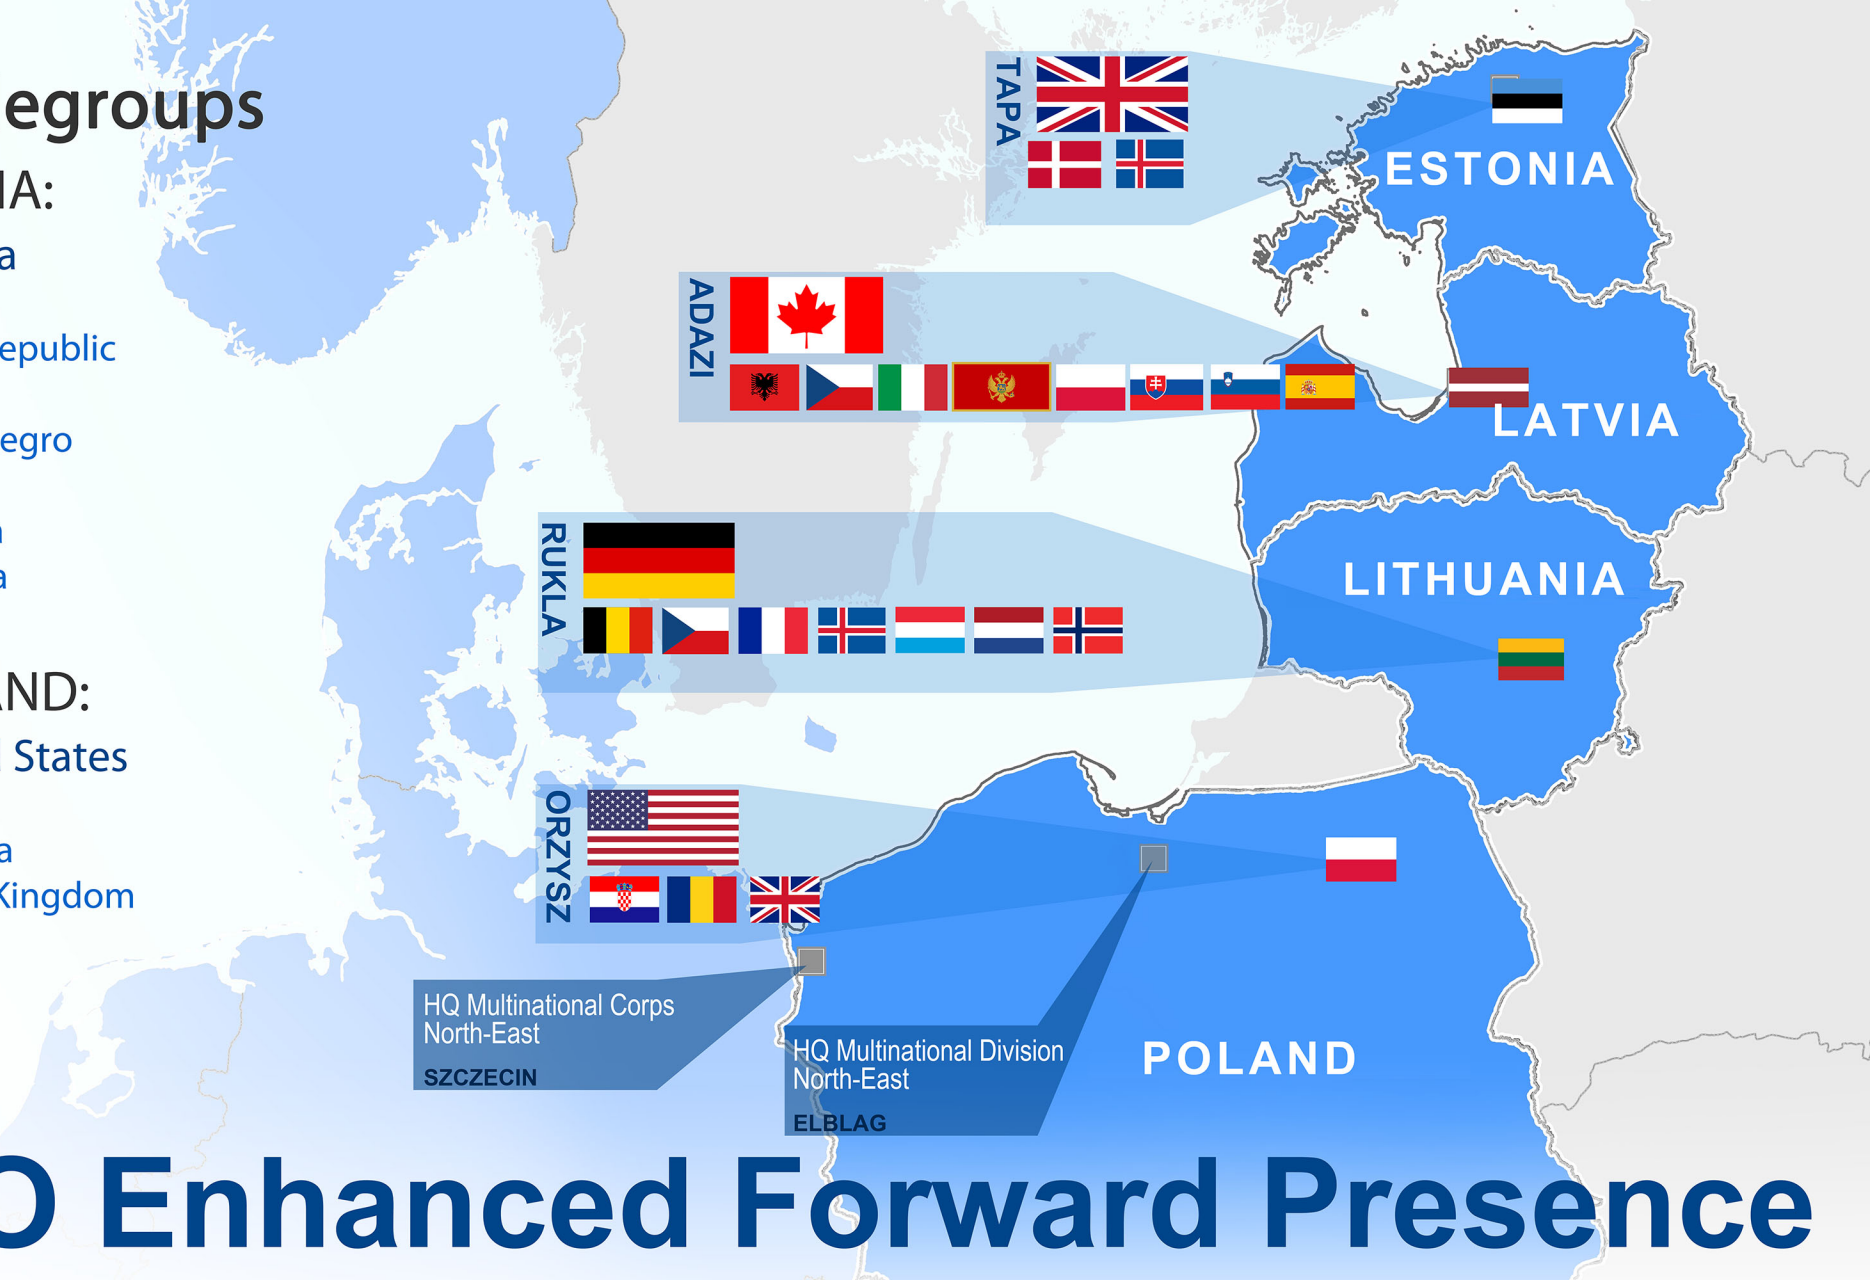 egroups
IA:
a
epublic
egro
a
AND:
States
a
Kingdom
TAPA
ESTONIA
ADAZI
LATVIA
RUKLA
LITHUANIA
ORZYSZ
HQ Multinational Corps
North-East
SZCZECIN
HQ Multinational Division
North-East
ELBLAG
POLAND
O Enhanced Forward Presence